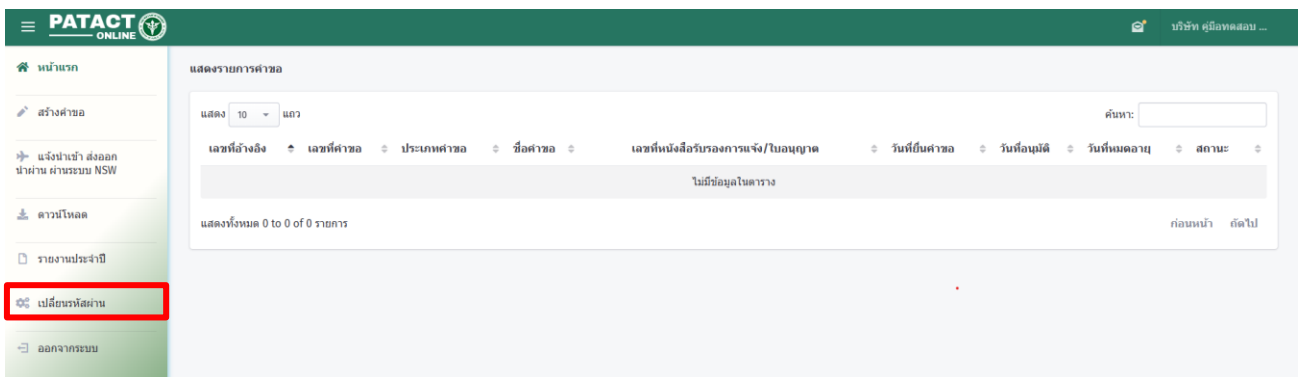 PATACT
ONLINE
บริษัท คู่มือทดสอบ ...
หน้าแรก
สร้างคำขอ
แจ้งนำเข้า ส่งออก
นำผ่าน ผ่านระบบ NSW
ดาวน์โหลด
รายงานประจำปี
เปลี่ยนรหัสผ่าน
ออกจากระบบ
แสดงรายการคำขอ
แสดง 10 แถว
ค้นหา:
เลขที่อ้างอิง เลขที่คำขอ ประเภทคำขอ ชื่อคำขอ เลขที่หนังสือรับรองการแจ้ง/ใบอนุญาต วันที่ยื่นคำขอ วันที่อนุมัติ วันที่หมดอายุ สถานะ
ไม่มีข้อมูลในตาราง
แสดงทั้งหมด 0 to 0 of 0 รายการ
ก่อนหน้า ถัดไป